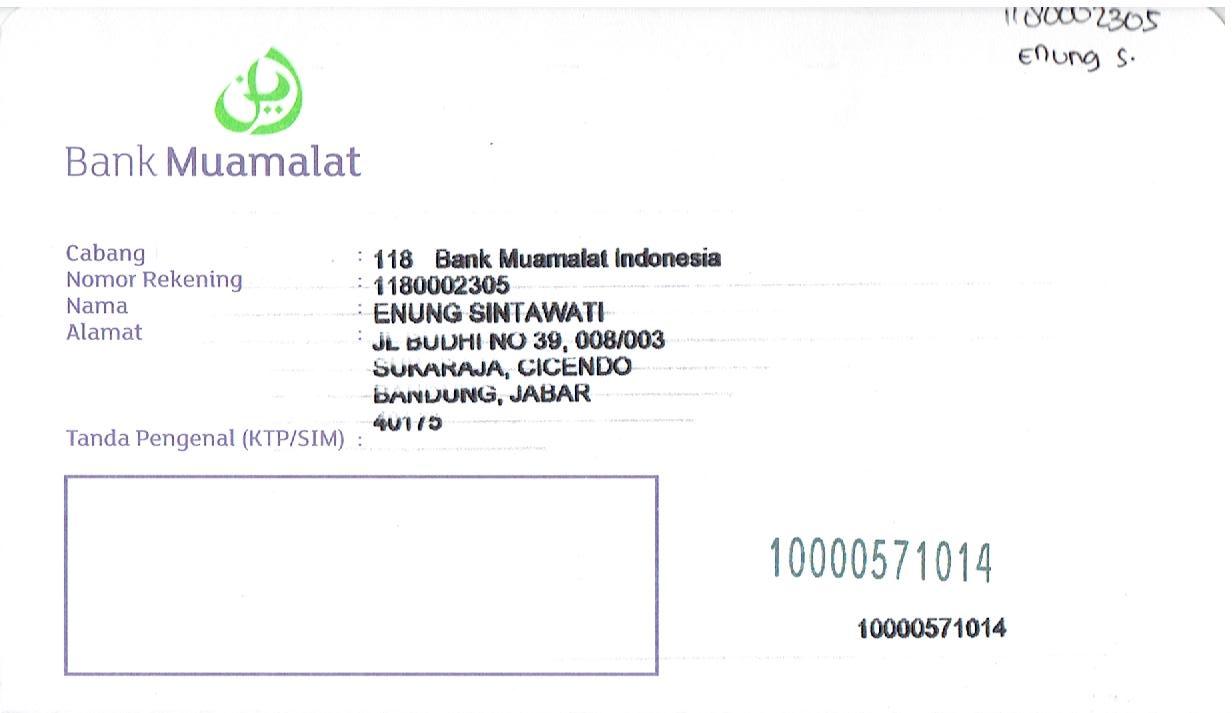 1180002305
Enung S.
Bank Muamalat
Cabang : 118 Bank Muamalat Indonesia
Nomor Rekening : 1180002305
Nama : ENUNG SINTAWATI
Alamat : JL BUDHI NO 39, 008/003
SUKARAJA, CICENDO
BANDUNG, JABAR
40175
Tanda Pengenal (KTP/SIM) :
10000571014
10000571014